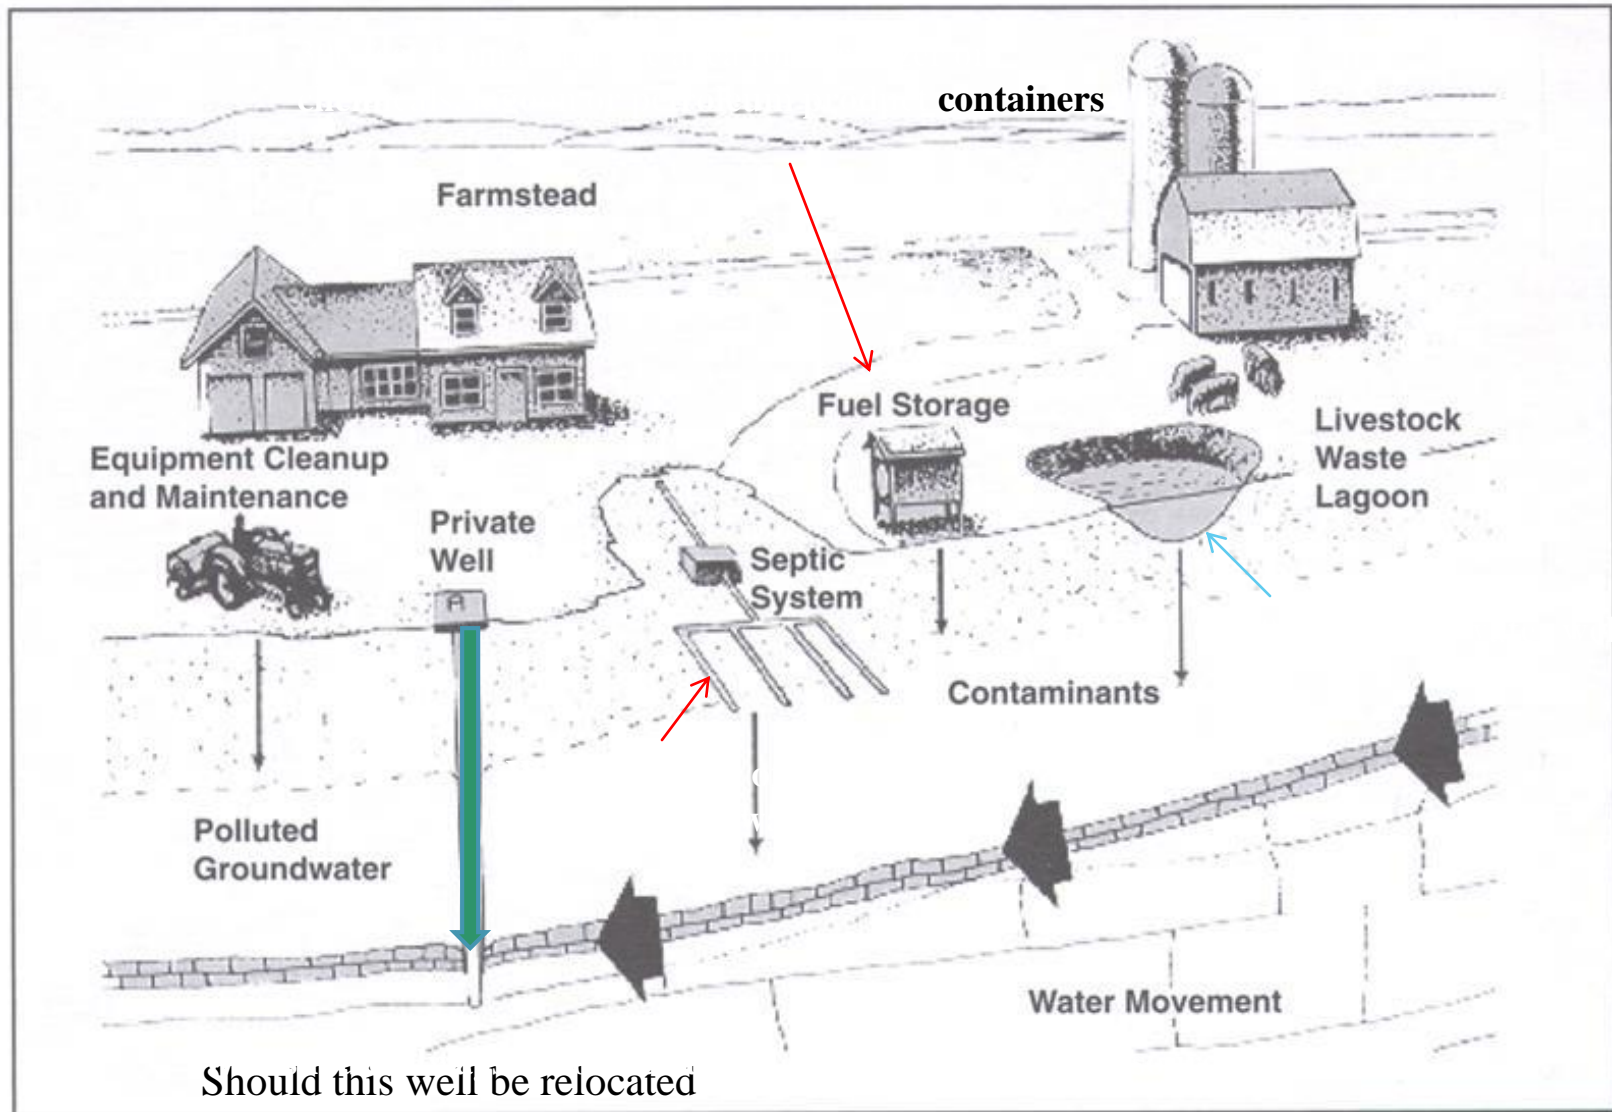 containers
Farmstead
Fuel Storage
Livestock
Waste
Lagoon
Equipment Cleanup
and Maintenance
Private
Well
Septic
System
Contaminants
Polluted
Groundwater
Water Movement
Should this well be relocated